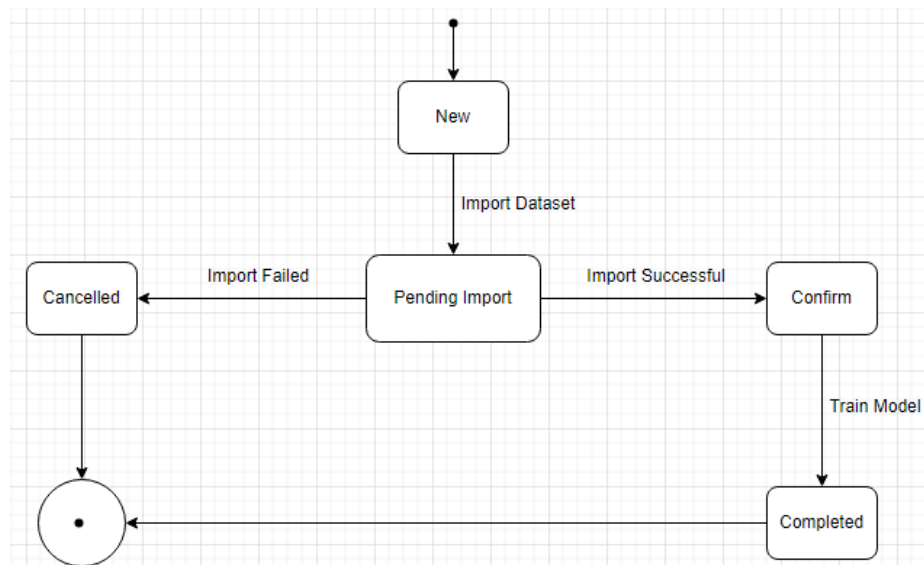 New
Import Dataset
Import Failed
Import Successful
Cancelled
Pending Import
Confirm
Train Model
Completed